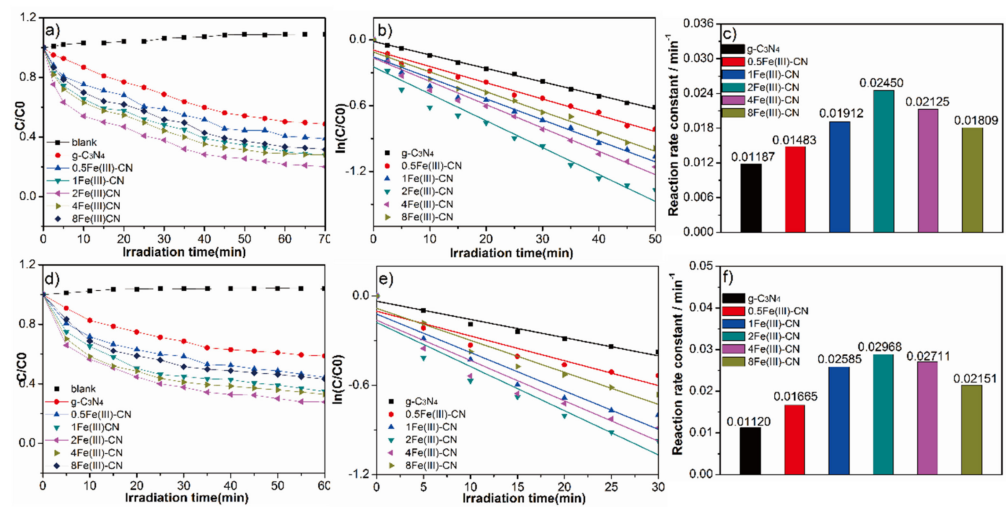 a)
1.2
0.8
0.4
0.0
C/C0
blank
g-C3N4
0.5Fe(III)-CN
1Fe(III)-CN
2Fe(III)CN
4Fe(III)CN
8Fe(III)CN
0 10 20 30 40 50 60 70
Irradiation time(min)
b)
0.0
-0.6
-1.2
ln(C/C0)
g-C3N4
0.5Fe(III)-CN
1Fe(III)-CN
2Fe(III)-CN
4Fe(III)-CN
8Fe(III)-CN
0 10 20 30 40 50
Irradiation time(min)
c)
0.036
0.030
0.024
0.018
0.012
0.006
0.000
Reaction rate constant / min-1
g-C3N4
0.5Fe(III)-CN
1Fe(III)-CN
2Fe(III)-CN
4Fe(III)-CN
8Fe(III)-CN
0.01187
0.01483
0.01912
0.02450
0.02125
0.01809
d)
1.2
0.8
0.4
0.0
C/C0
blank
g-C3N4
0.5Fe(III)-CN
1Fe(III)CN
2Fe(III)-CN
4Fe(III)-CN
8Fe(III)-CN
0 10 20 30 40 50 60
Irradiation time(min)
e)
0.0
-0.6
-1.2
ln(C/C0)
g-C3N4
0.5Fe(III)-CN
1Fe(III)-CN
2Fe(III)-CN
4Fe(III)-CN
8Fe(III)-CN
0 5 10 15 20 25 30
Irradiation time(min)
f)
0.05
0.04
0.03
0.02
0.01
0.00
Reaction rate constant / min-1
g-C3N4
0.5Fe(III)-CN
1Fe(III)-CN
2Fe(III)-CN
4Fe(III)-CN
8Fe(III)-CN
0.01120
0.01665
0.02585
0.02968
0.02711
0.02151